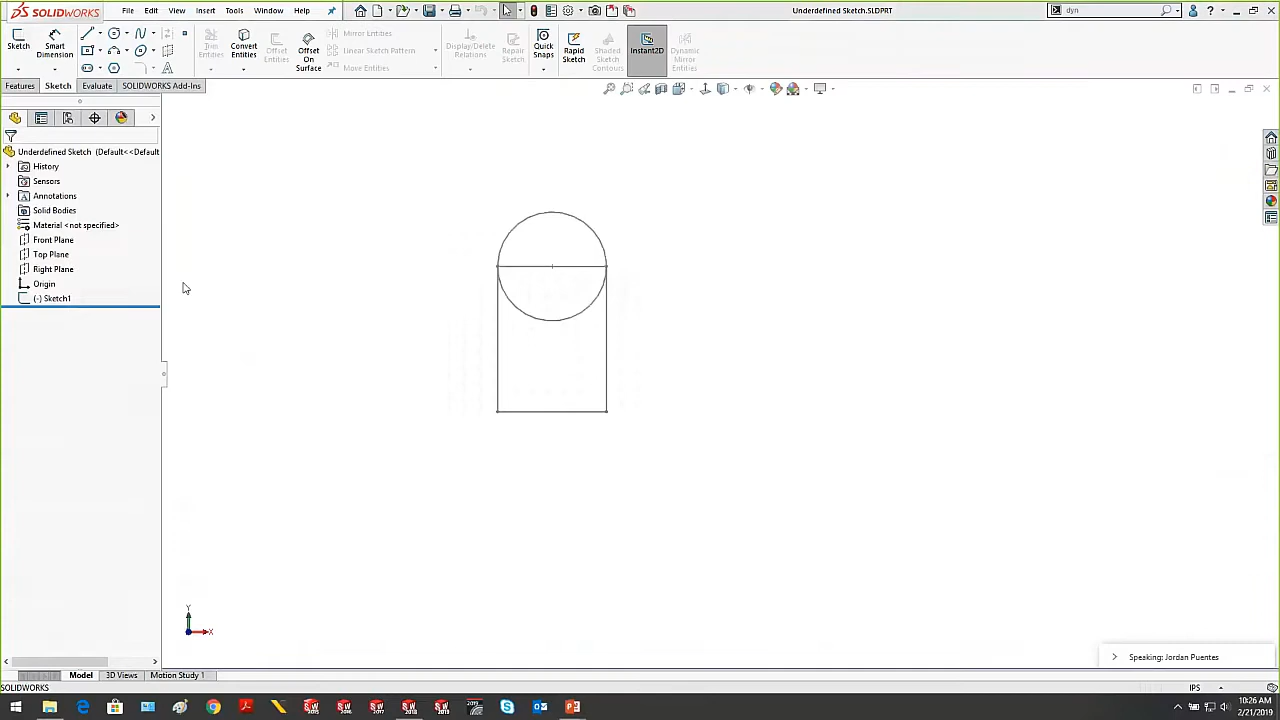 SOLIDWORKS
File
Edit
View
Insert
Tools
Window
Help
Underdefined Sketch.SLDPRT
dyn
Sketch
Smart Dimension
Trim Entities
Convert Entities
Offset Entities
Offset On Surface
Mirror Entities
Linear Sketch Pattern
Move Entities
Display/Delete Relations
Repair Sketch
Quick Snaps
Rapid Sketch
Shaded Sketch Contours
Instant2D
Dynamic Mirror Entities
Features
Sketch
Evaluate
SOLIDWORKS Add-Ins
Underdefined Sketch (Default<<Default
History
Sensors
Annotations
Solid Bodies
Material <not specified>
Front Plane
Top Plane
Right Plane
Origin
(-) Sketch1
Y
X
Speaking: Jordan Puentes
Model
3D Views
Motion Study 1
SOLIDWORKS
IPS
10:26 AM
2/21/2019